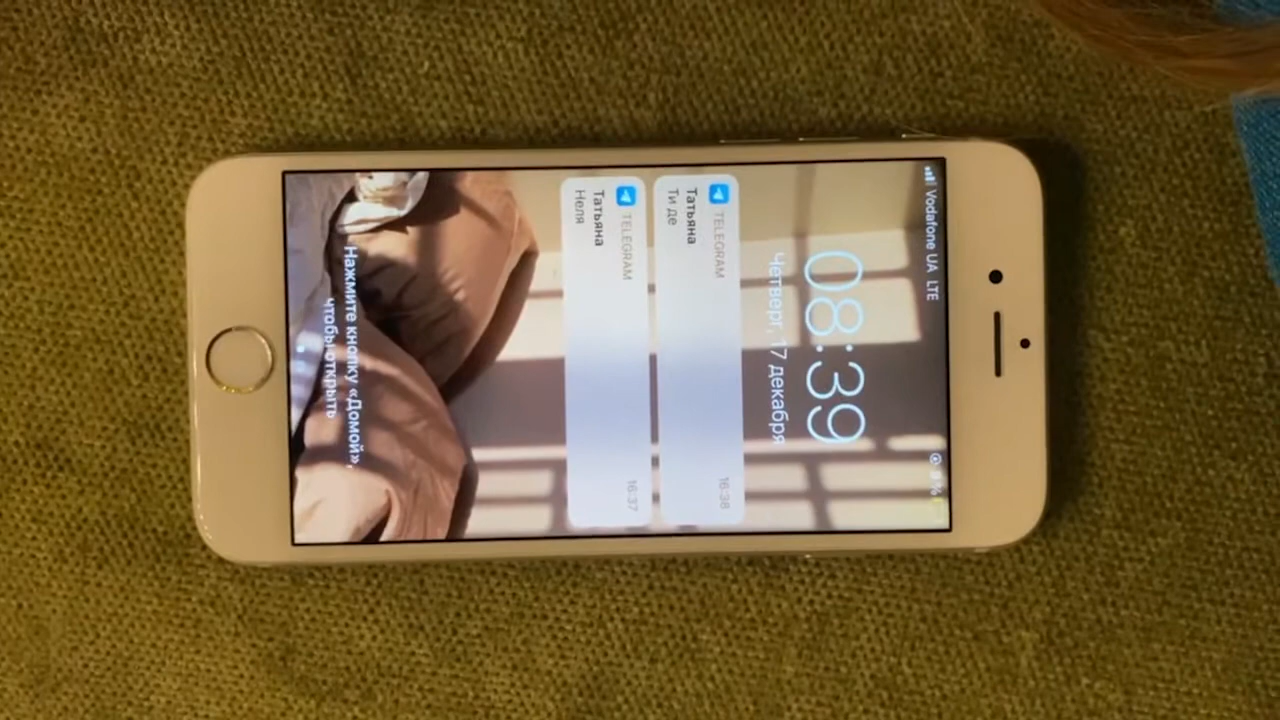 Vodafone UA LTE
9%
08:39
Четверг, 17 декабря
TELEGRAM 16:38
Татьяна
Ти де
TELEGRAM 16:37
Татьяна
Неля
Нажмите кнопку «Домой»,
чтобы открыть